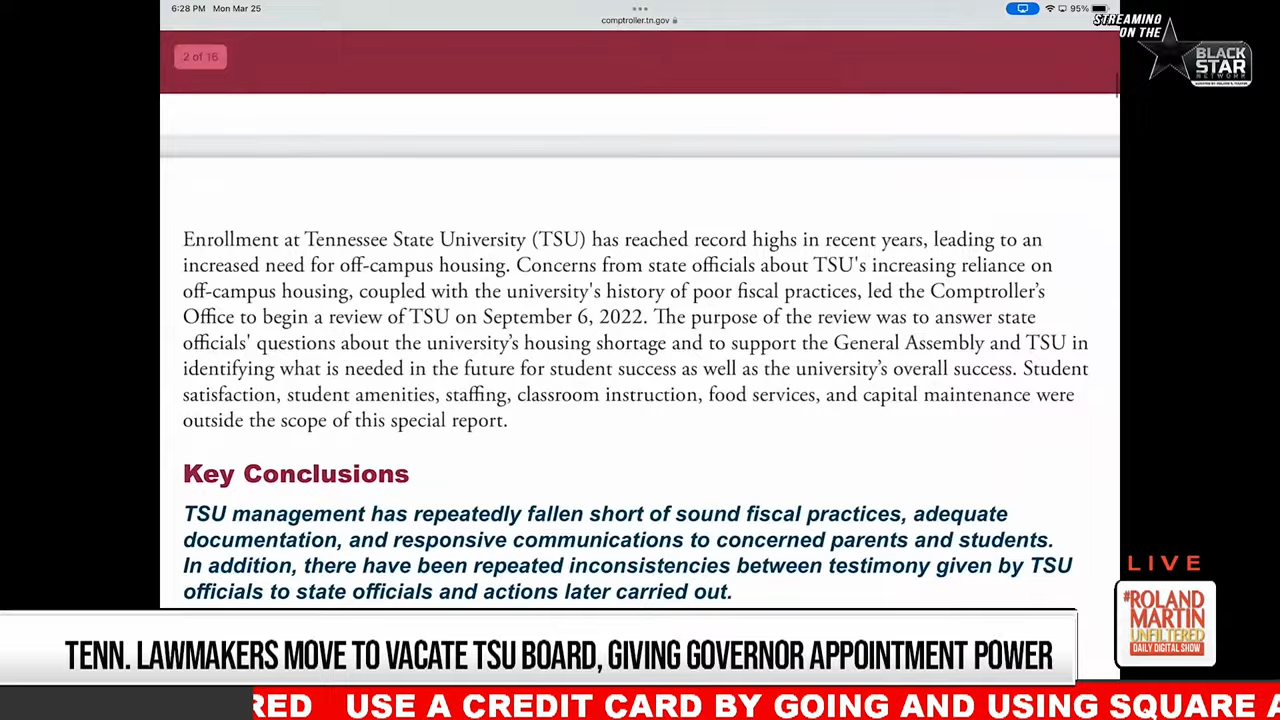 6:28 PM Mon Mar 25
comptroller.tn.gov
95%
STREAMING
ON THE
BLACK
STAR
NETWORK
2 of 16
Enrollment at Tennessee State University (TSU) has reached record highs in recent years, leading to an
increased need for off-campus housing. Concerns from state officials about TSU's increasing reliance on
off-campus housing, coupled with the university's history of poor fiscal practices, led the Comptroller's
Office to begin a review of TSU on September 6, 2022. The purpose of the review was to answer state
officials' questions about the university's housing shortage and to support the General Assembly and TSU in
identifying what is needed in the future for student success as well as the university's overall success. Student
satisfaction, student amenities, staffing, classroom instruction, food services, and capital maintenance were
outside the scope of this special report.
Key Conclusions
TSU management has repeatedly fallen short of sound fiscal practices, adequate
documentation, and responsive communications to concerned parents and students.
In addition, there have been repeated inconsistencies between testimony given by TSU
officials to state officials and actions later carried out.
LIVE
#ROLAND
MARTIN
UNFILTERED
DAILY DIGITAL SHOW
TENN. LAWMAKERS MOVE TO VACATE TSU BOARD, GIVING GOVERNOR APPOINTMENT POWER
RED USE A CREDIT CARD BY GOING AND USING SQUARE A